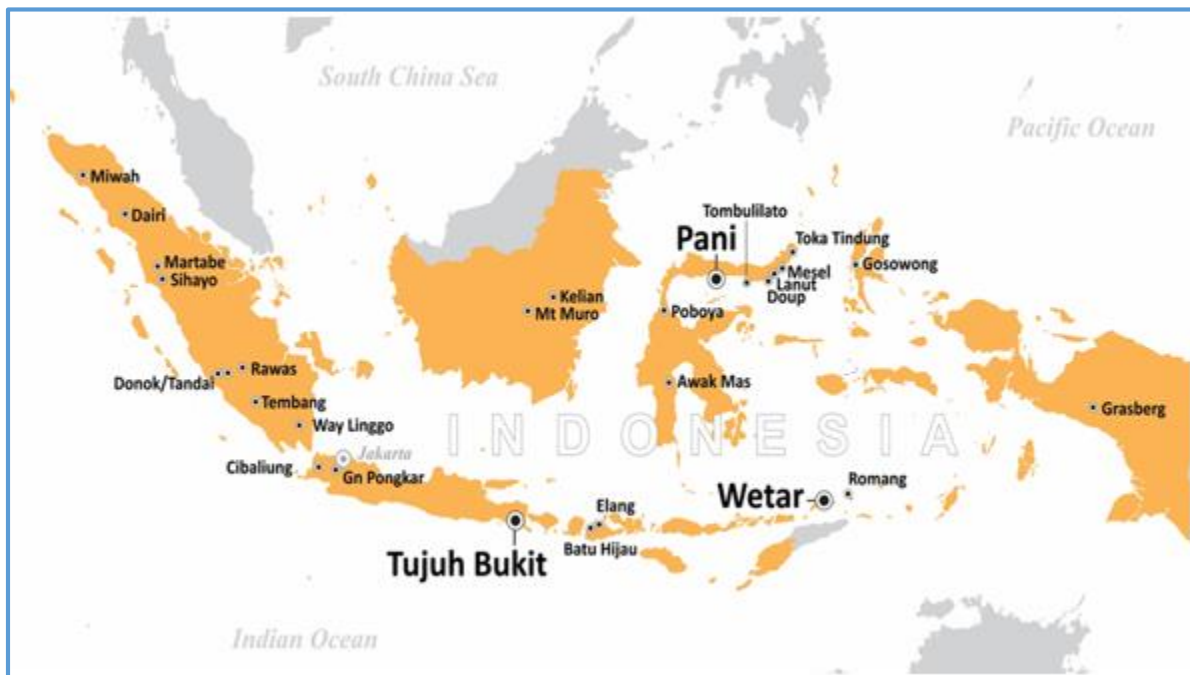 South China Sea
Pacific Ocean
Miwah
Dairi
Tombulilato
Toka Tindung
Pani
Martabe
Sihayo
Mesel
Gosowong
Lanut
Doup
Kelian
Mt Muro
Poboya
Donok/Tandai
Rawas
Awak Mas
Tembang
Grasberg
Way Linggo
INDONESIA
Jakarta
Cibaliung
Gn Pongkar
Romang
Wetar
Elang
Batu Hijau
Tujuh Bukit
Indian Ocean